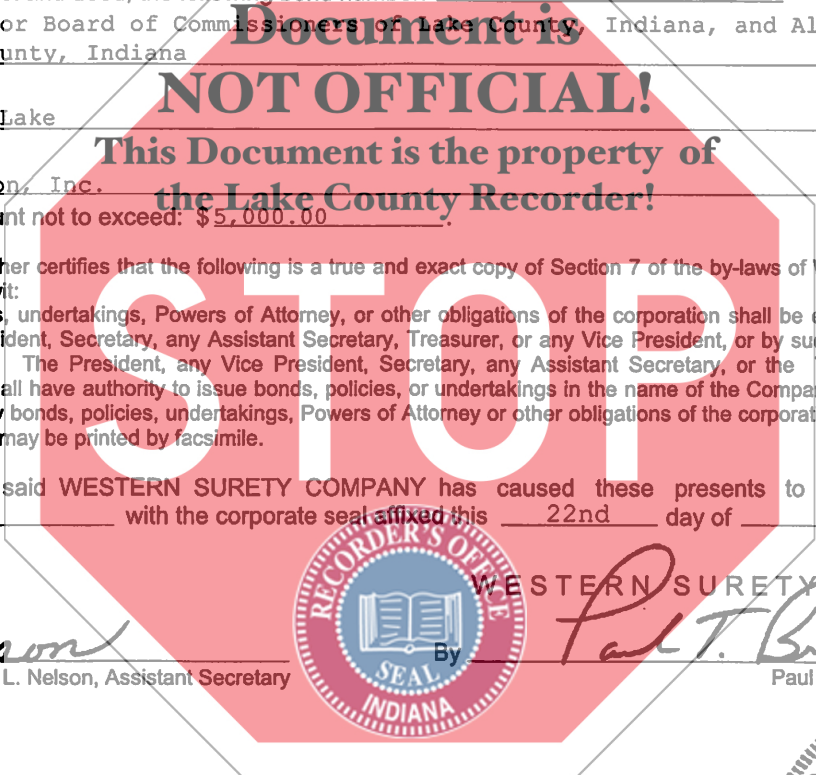 or Board of Commissioners of Lake County, Indiana, and Al
Document is
unty, Indiana
NOT OFFICIAL!
Lake
This Document is the property of
n, Inc.
the Lake County Recorder!
nt not to exceed: $5,000.00.
her certifies that the following is a true and exact copy of Section 7 of the by-laws of W
it:
s, undertakings, Powers of Attorney, or other obligations of the corporation shall be e
ident, Secretary, any Assistant Secretary, Treasurer, or any Vice President, or by suc
The President, any Vice President, Secretary, any Assistant Secretary, or the
all have authority to issue bonds, policies, or undertakings in the name of the Compa
y bonds, policies, undertakings, Powers of Attorney or other obligations of the corporat
may be printed by facsimile.
STOP
said WESTERN SURETY COMPANY has caused these presents to
with the corporate seal affixed this 22nd day of
RECORDER'S OFFICE
SEAL
INDIANA
WESTERN SURETY
son
By Paul T. Br
L. Nelson, Assistant Secretary
Paul